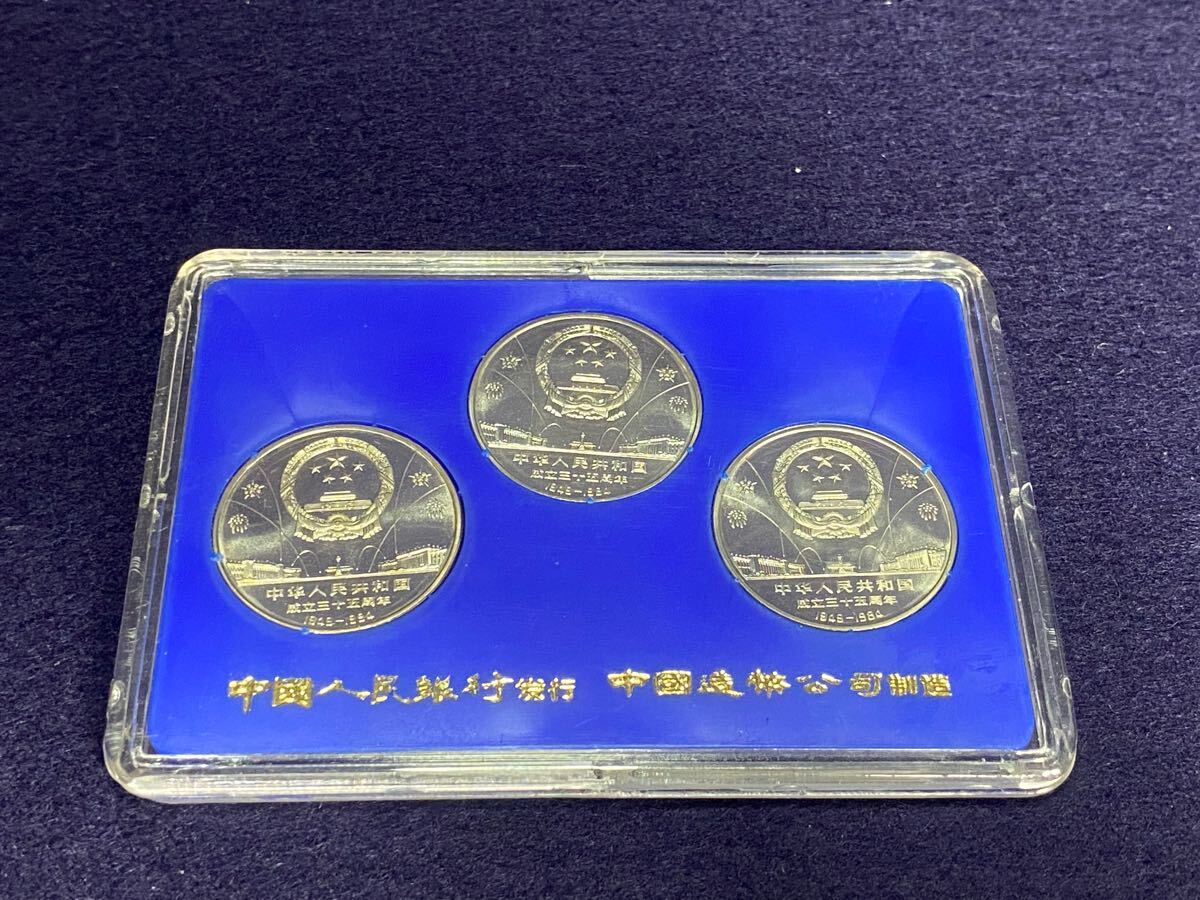 中华人民共和国
成立三十五周年
1949-1984
中华人民共和国
成立三十五周年
1949-1984
中华人民共和国
成立三十五周年
1949-1984
中國人民銀行发行 中國造幣公司制造